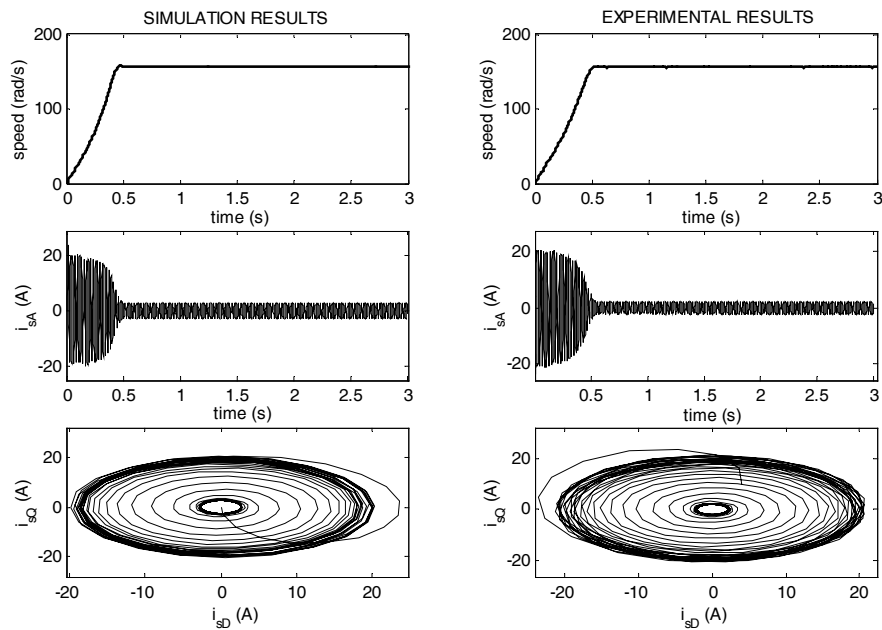 SIMULATION RESULTS
200
100
0
speed (rad/s)
0 0.5 1 1.5 2 2.5 3
time (s)
20
0
-20
i_sA (A)
0 0.5 1 1.5 2 2.5 3
time (s)
20
0
-20
i_sQ (A)
-20 -10 0 10 20
i_sD (A)
EXPERIMENTAL RESULTS
200
100
0
speed (rad/s)
0 0.5 1 1.5 2 2.5 3
time (s)
20
0
-20
i_sA (A)
0 0.5 1 1.5 2 2.5 3
time (s)
20
0
-20
i_sQ (A)
-20 -10 0 10 20
i_sD (A)